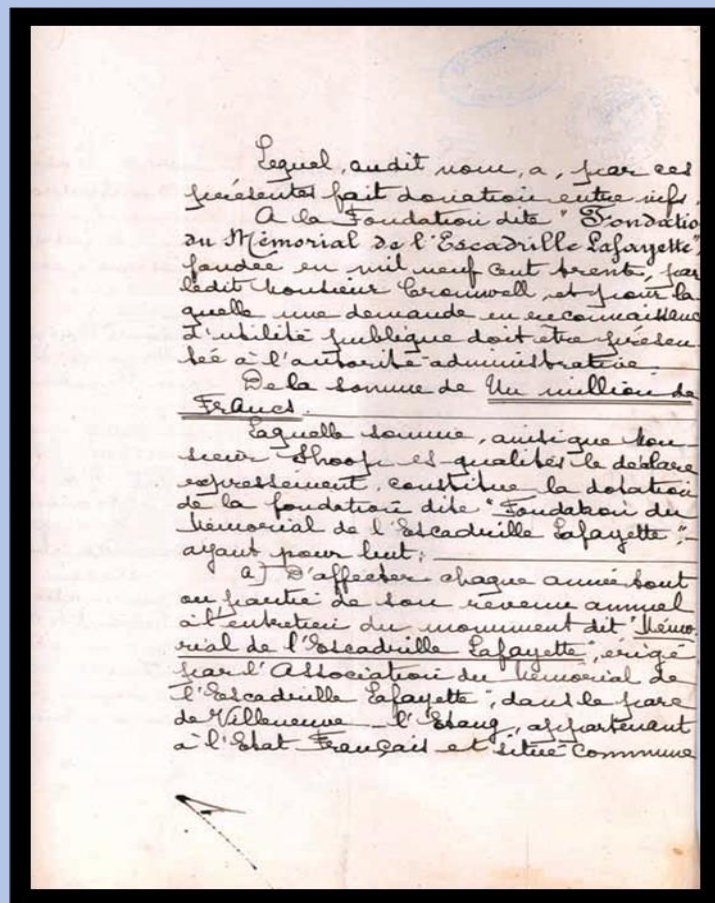 Lequel, audit nom, a, par ces
présentes fait donation entre vifs.
A la Fondation dite "Fondatio
du Mémorial de l'Escadrille Lafayette",
fondée en mil neuf cent trente, par
ledit Monsieur Cromwell, et pour la
quelle une demande en reconnaissance
d'utilité publique doit être présen
tée à l'autorité administrative.
De la somme de Un million de
Francs.
Laquelle somme, ainsi que Mon
sieur Shoop es-qualités le déclare
expressément, constitue la dotation
de la fondation dite "Fondation du
Mémorial de l'Escadrille Lafayette".-
ayant pour but:
a) D'affecter chaque année tout
ou partie de son revenu annuel
à l'entretien du monument dit "Mémo
rial de l'Escadrille Lafayette", érigé
par l'Association du Mémorial de
l'Escadrille Lafayette", dans le parc
de Villeneuve-l'Etang, appartenant
à l'Etat Français et situé commune